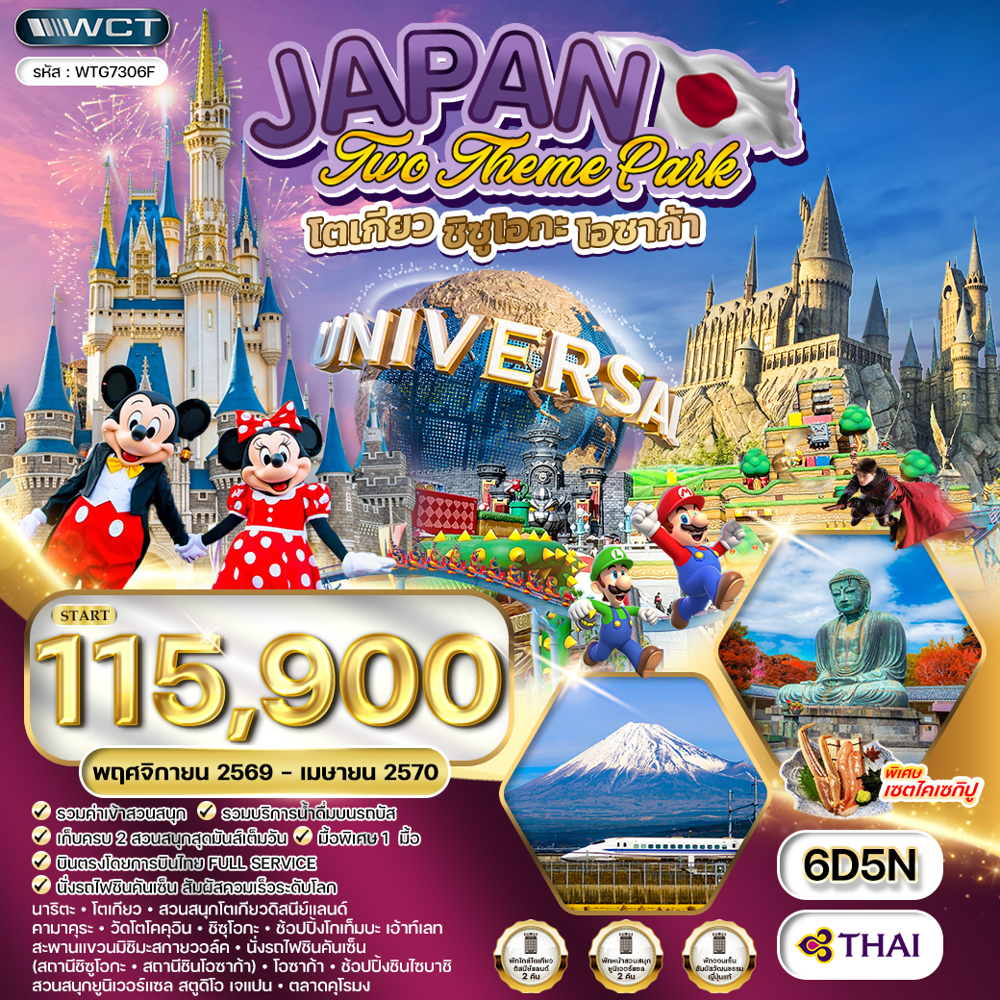 WCT
รหัส : WTG7306F
JAPAN
Two Theme Park
โตเกียว ชิซูโอกะ โอซาก้า
UNIVERSAL
START
115,900
พฤศจิกายน 2569 - เมษายน 2570
รวมค่าเข้าสวนสนุก รวมบริการน้ำดื่มบนรถบัส
เก็บครบ 2 สวนสนุกสุดมันส์เต็มวัน มื้อพิเศษ 1 มื้อ
บินตรงโดยการบินไทย FULL SERVICE
นั่งรถไฟชินคันเซ็น สัมผัสความเร็วระดับโลก
นาริตะ • โตเกียว • สวนสนุกโตเกียวดิสนีย์แลนด์
คามาคุระ • วัดโตโคคุอิน • ชิซุโอกะ • ช้อปปิ้งโกเท็มบะ เอ้าท์เลท
สะพานแขวนมิชิมะสกายวอล์ค • นั่งรถไฟชินคันเซ็น
(สถานีชิซูโอกะ • สถานีชินโอซาก้า) • โอซาก้า • ช้อปปิ้งชินไซบาชิ
สวนสนุกยูนิเวอร์แซล สตูดิโอ เจแปน • ตลาดคุโรมง
พิเศษ
เซตไคเซกิปู
6D5N
THAI
พักใกล้โตเกียว
ดิสนีย์แลนด์
2 คืน
พักหน้าสวนสนุก
ยูนิเวอร์แซล
2 คืน
พักออนเซ็น
สัมผัสวัฒนธรรม
ญี่ปุ่นแท้